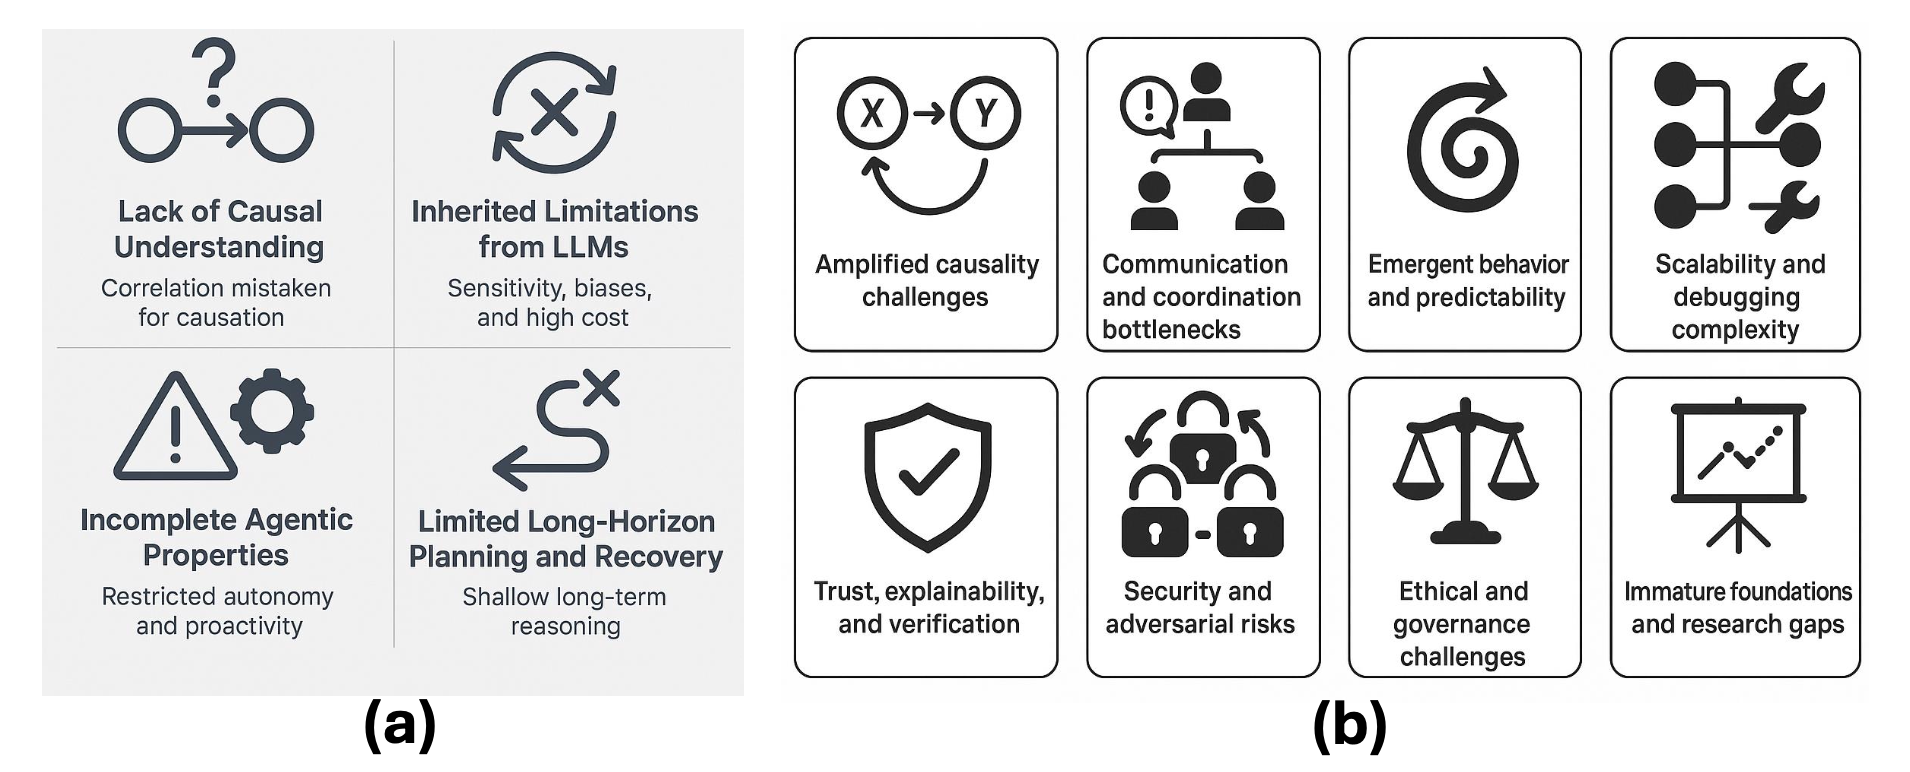 ?
Lack of Causal
Understanding
Correlation mistaken
for causation
Inherited Limitations
from LLMs
Sensitivity, biases,
and high cost
!
Incomplete Agentic
Properties
Restricted autonomy
and proactivity
Limited Long-Horizon
Planning and Recovery
Shallow long-term
reasoning
(a)
X
Y
Amplified causality
challenges
!
Communication
and coordination
bottlenecks
Emergent behavior
and predictability
Scalability and
debugging
complexity
Trust, explainability,
and verification
Security and
adversarial risks
Ethical and
governance
challenges
Immature foundations
and research gaps
(b)